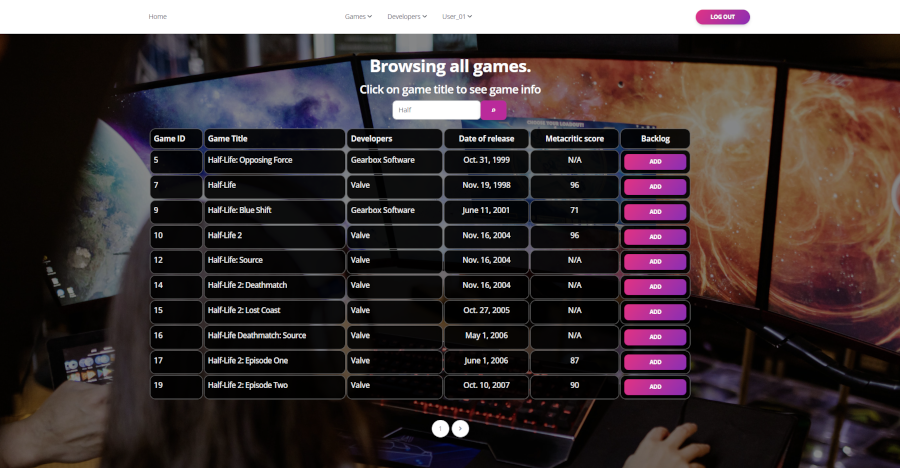 Home Games Developers User_01 LOG OUT
Browsing all games.
Click on game title to see game info
Half »
Game ID Game Title Developers Date of release Metacritic score Backlog
5 Half-Life: Opposing Force Gearbox Software Oct. 31, 1999 N/A ADD
7 Half-Life Valve Nov. 19, 1998 96 ADD
9 Half-Life: Blue Shift Gearbox Software June 11, 2001 71 ADD
10 Half-Life 2 Valve Nov. 16, 2004 96 ADD
12 Half-Life: Source Valve Nov. 16, 2004 N/A ADD
14 Half-Life 2: Deathmatch Valve Nov. 16, 2004 N/A ADD
15 Half-Life 2: Lost Coast Valve Oct. 27, 2005 N/A ADD
16 Half-Life Deathmatch: Source Valve May 1, 2006 N/A ADD
17 Half-Life 2: Episode One Valve June 1, 2006 87 ADD
19 Half-Life 2: Episode Two Valve Oct. 10, 2007 90 ADD
1